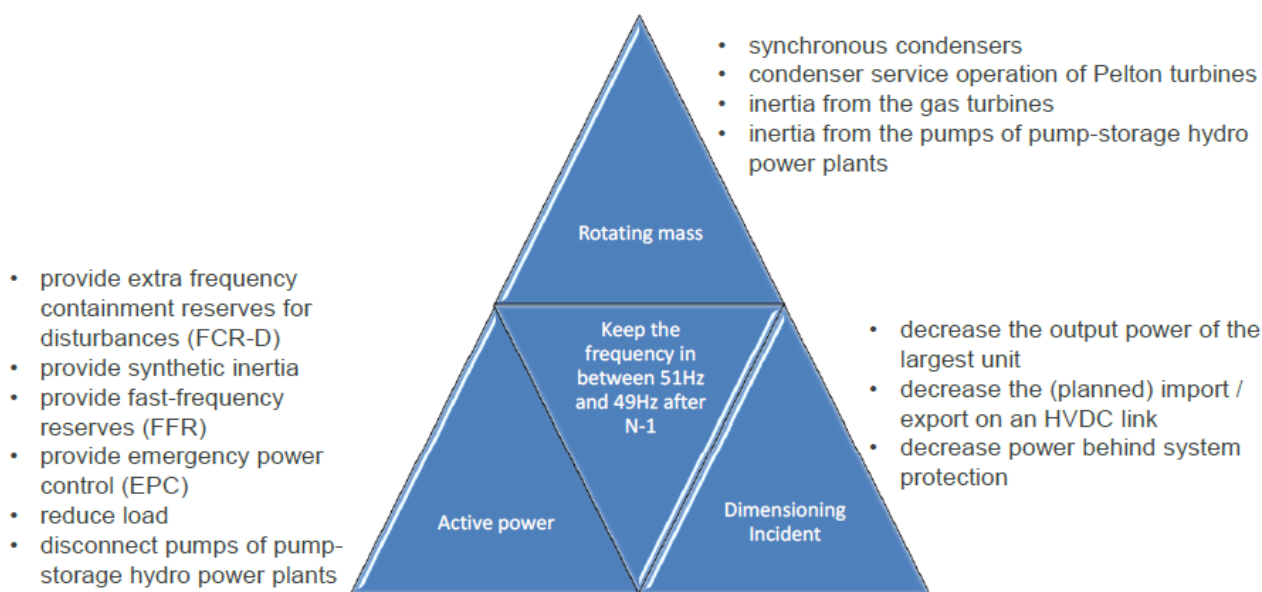 • synchronous condensers
• condenser service operation of Pelton turbines
• inertia from the gas turbines
• inertia from the pumps of pump-storage hydro
power plants
Rotating mass
• provide extra frequency
containment reserves for
disturbances (FCR-D)
• provide synthetic inertia
• provide fast-frequency
reserves (FFR)
• provide emergency power
control (EPC)
• reduce load
• disconnect pumps of pump-
storage hydro power plants
Keep the
frequency in
between 51Hz
and 49Hz after
N-1
• decrease the output power of the
largest unit
• decrease the (planned) import /
export on an HVDC link
• decrease power behind system
protection
Active power
Dimensioning
Incident